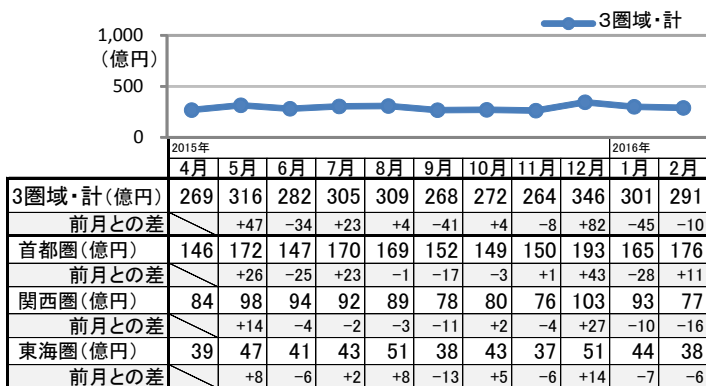 3圏域・計
1,000
(億円)
500
0
2015年 2016年
4月 5月 6月 7月 8月 9月 10月 11月 12月 1月 2月
3圏域・計(億円) 269 316 282 305 309 268 272 264 346 301 291
前月との差 +47 −34 +23 +4 −41 +4 −8 +82 −45 −10
首都圏(億円) 146 172 147 170 169 152 149 150 193 165 176
前月との差 +26 −25 +23 −1 −17 −3 +1 +43 −28 +11
関西圏(億円) 84 98 94 92 89 78 80 76 103 93 77
前月との差 +14 −4 −2 −3 −11 +2 −4 +27 −10 −16
東海圏(億円) 39 47 41 43 51 38 43 37 51 44 38
前月との差 +8 −6 +2 +8 −13 +5 −6 +14 −7 −6